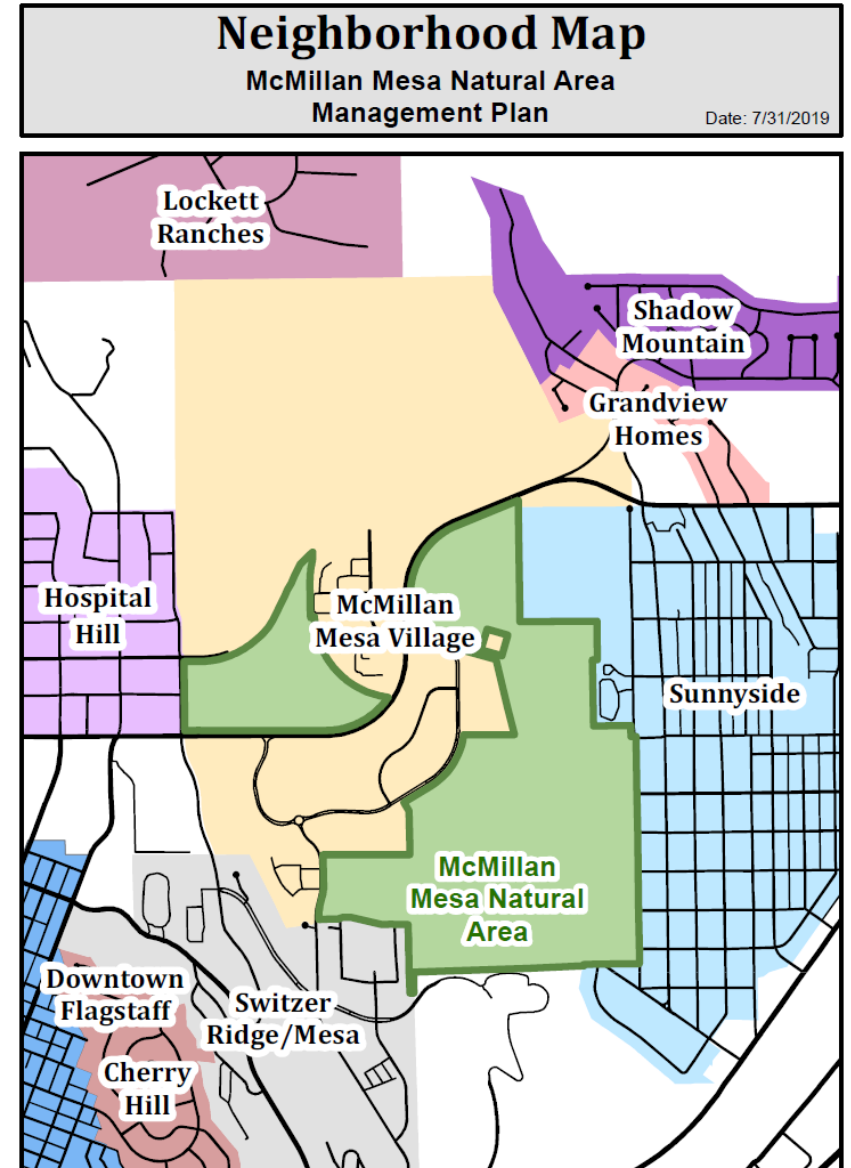 Neighborhood Map
McMillan Mesa Natural Area
Management Plan
Date: 7/31/2019
Lockett
Ranches
Shadow
Mountain
Grandview
Homes
Hospital
Hill
McMillan
Mesa Village
Sunnyside
McMillan
Mesa Natural
Area
Downtown
Flagstaff
Switzer
Ridge/Mesa
Cherry
Hill